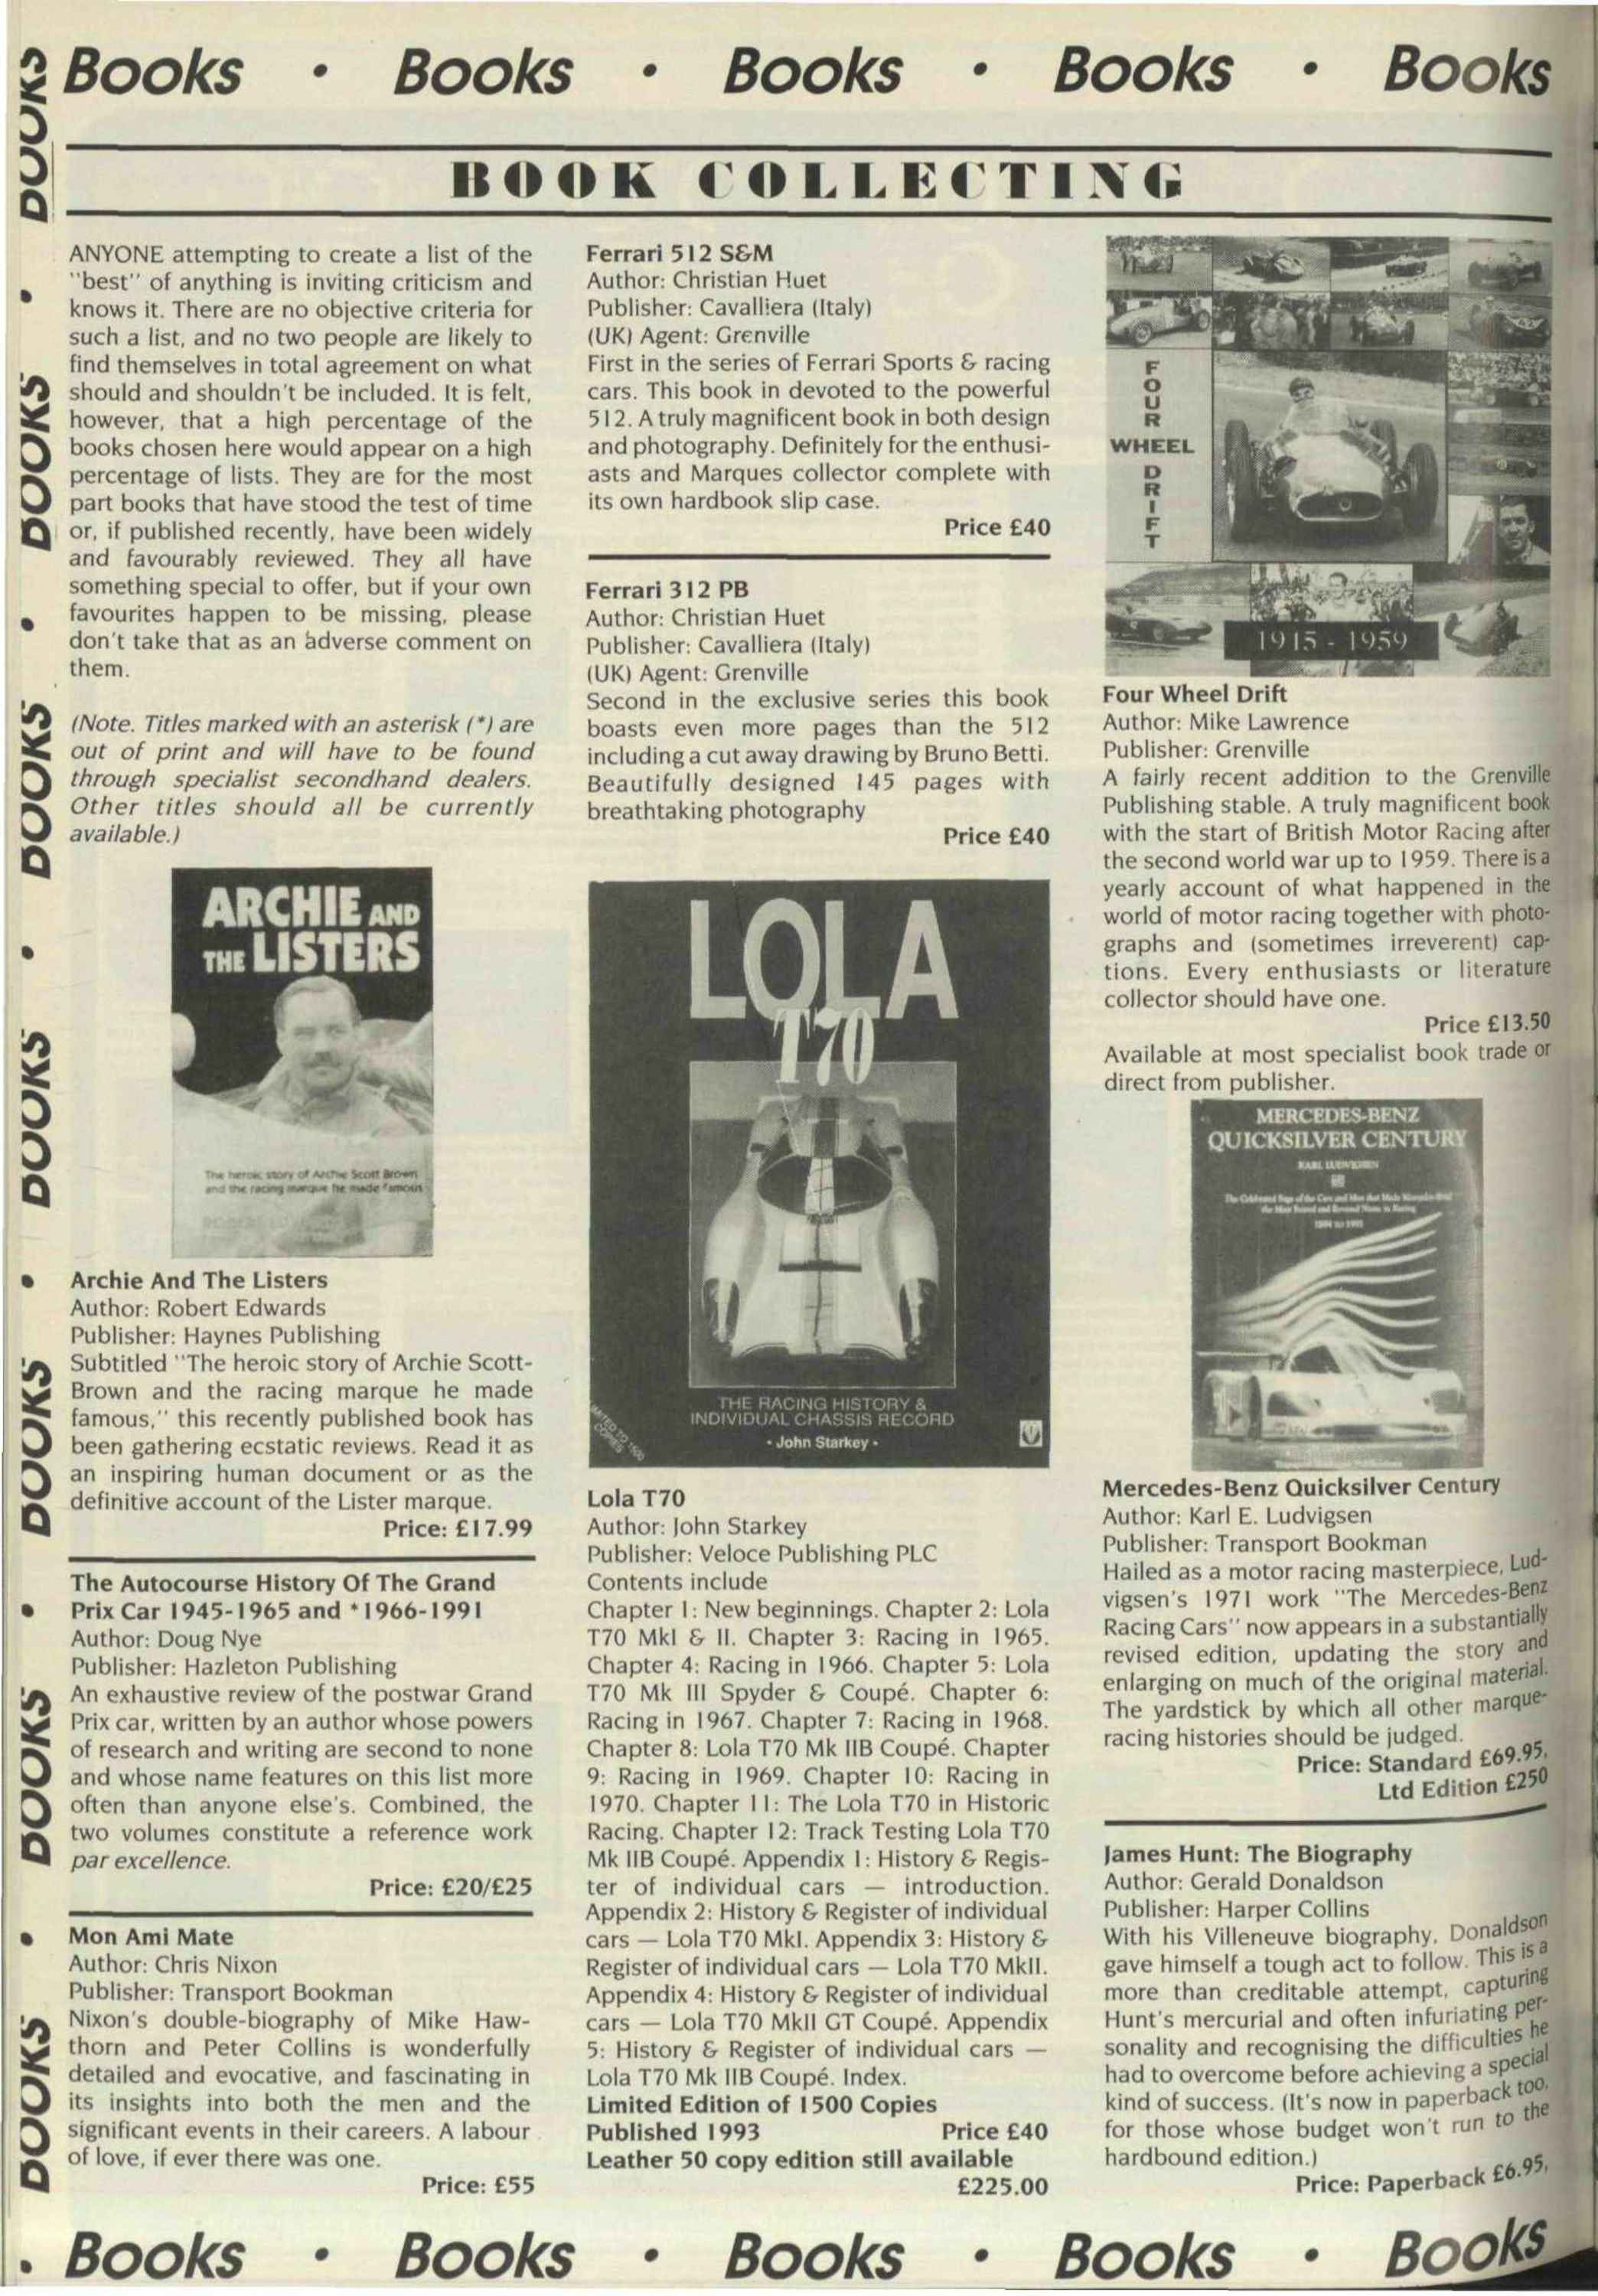 Books • Books • Books • Books • Books
BOOKS • BOOKS • BOOKS • BOOKS • BOOKS • BOOKS • BOOKS
BOOK COLLECTING
ANYONE attempting to create a list of the
"best" of anything is inviting criticism and
knows it. There are no objective criteria for
such a list, and no two people are likely to
find themselves in total agreement on what
should and shouldn't be included. It is felt,
however, that a high percentage of the
books chosen here would appear on a high
percentage of lists. They are for the most
part books that have stood the test of time
or, if published recently, have been widely
and favourably reviewed. They all have
something special to offer, but if your own
favourites happen to be missing, please
don't take that as an adverse comment on
them.
(Note. Titles marked with an asterisk (*) are
out of print and will have to be found
through specialist secondhand dealers.
Other titles should all be currently
available.)
ARCHIE AND
THE LISTERS
The heroic story of Archie Scott Brown
and the racing marque he made famous
Archie And The Listers
Author: Robert Edwards
Publisher: Haynes Publishing
Subtitled "The heroic story of Archie Scott-
Brown and the racing marque he made
famous," this recently published book has
been gathering ecstatic reviews. Read it as
an inspiring human document or as the
definitive account of the Lister marque.
Price: £17.99
The Autocourse History Of The Grand
Prix Car 1945-1965 and *1966-1991
Author: Doug Nye
Publisher: Hazleton Publishing
An exhaustive review of the postwar Grand
Prix car, written by an author whose powers
of research and writing are second to none
and whose name features on this list more
often than anyone else's. Combined, the
two volumes constitute a reference work
par excellence.
Price: £20/£25
Mon Ami Mate
Author: Chris Nixon
Publisher: Transport Bookman
Nixon's double-biography of Mike Haw-
thorn and Peter Collins is wonderfully
detailed and evocative, and fascinating in
its insights into both the men and the
significant events in their careers. A labour
of love, if ever there was one.
Price: £55
Ferrari 512 S&M
Author: Christian Huet
Publisher: Cavalliera (Italy)
(UK) Agent: Grenville
First in the series of Ferrari Sports & racing
cars. This book in devoted to the powerful
512. A truly magnificent book in both design
and photography. Definitely for the enthusi-
asts and Marques collector complete with
its own hardbook slip case.
Price £40
Ferrari 312 PB
Author: Christian Huet
Publisher: Cavalliera (Italy)
(UK) Agent: Grenville
Second in the exclusive series this book
boasts even more pages than the 512
including a cut away drawing by Bruno Betti.
Beautifully designed 145 pages with
breathtaking photography
Price £40
LOLA
T70
THE RACING HISTORY &
INDIVIDUAL CHASSIS RECORD
• John Starkey •
LIMITED TO 1500
COPIES
Lola T70
Author: John Starkey
Publisher: Veloce Publishing PLC
Contents include
Chapter 1: New beginnings. Chapter 2: Lola
T70 MkI & II. Chapter 3: Racing in 1965.
Chapter 4: Racing in 1966. Chapter 5: Lola
T70 Mk III Spyder & Coupé. Chapter 6:
Racing in 1967. Chapter 7: Racing in 1968.
Chapter 8: Lola T70 Mk IIB Coupé. Chapter
9: Racing in 1969. Chapter 10: Racing in
1970. Chapter 11: The Lola T70 in Historic
Racing. Chapter 12: Track Testing Lola T70
Mk IIB Coupé. Appendix 1: History & Regis-
ter of individual cars — introduction.
Appendix 2: History & Register of individual
cars — Lola T70 MkI. Appendix 3: History &
Register of individual cars — Lola T70 MkII.
Appendix 4: History & Register of individual
cars — Lola T70 MkII GT Coupé. Appendix
5: History & Register of individual cars —
Lola T70 Mk IIB Coupé. Index.
Limited Edition of 1500 Copies
Published 1993 Price £40
Leather 50 copy edition still available
£225.00
FOUR
WHEEL
DRIFT
1915 - 1959
Four Wheel Drift
Author: Mike Lawrence
Publisher: Grenville
A fairly recent addition to the Grenville
Publishing stable. A truly magnificent book
with the start of British Motor Racing after
the second world war up to 1959. There is a
yearly account of what happened in the
world of motor racing together with photo-
graphs and (sometimes irreverent) cap-
tions. Every enthusiasts or literature
collector should have one.
Price £13.50
Available at most specialist book trade or
direct from publisher.
MERCEDES-BENZ
QUICKSILVER CENTURY
KARL LUDVIGSEN
Mercedes-Benz Quicksilver Century
Author: Karl E. Ludvigsen
Publisher: Transport Bookman
Hailed as a motor racing masterpiece, Lud-
vigsen's 1971 work "The Mercedes-Benz
Racing Cars" now appears in a substantially
revised edition, updating the story and
enlarging on much of the original material.
The yardstick by which all other marque-
racing histories should be judged.
Price: Standard £69.95,
Ltd Edition £250
James Hunt: The Biography
Author: Gerald Donaldson
Publisher: Harper Collins
With his Villeneuve biography, Donaldson
gave himself a tough act to follow. This is a
more than creditable attempt, capturing
Hunt's mercurial and often infuriating per-
sonality and recognising the difficulties he
had to overcome before achieving a special
kind of success. (It's now in paperback too,
for those whose budget won't run to the
hardbound edition.)
Price: Paperback £6.95,
• Books • Books • Books • Books • Books